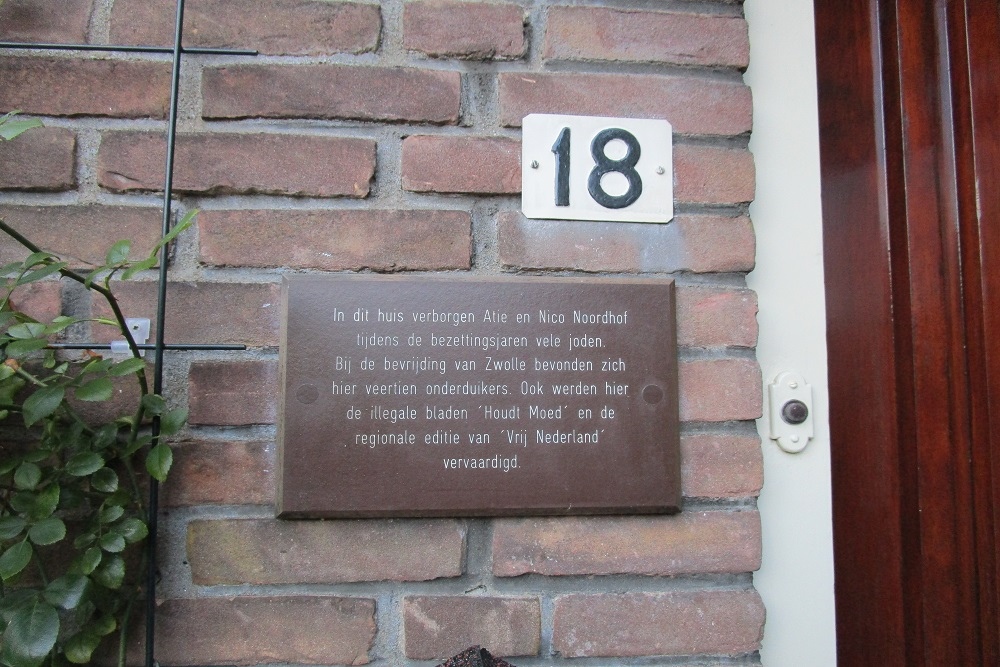 18
In dit huis verborgen Atie en Nico Noordhof
tijdens de bezettingsjaren vele joden.
Bij de bevrijding van Zwolle bevonden zich
hier veertien onderduikers. Ook werden hier
de illegale bladen ´Houdt Moed´ en de
regionale editie van ´Vrij Nederland´
vervaardigd.